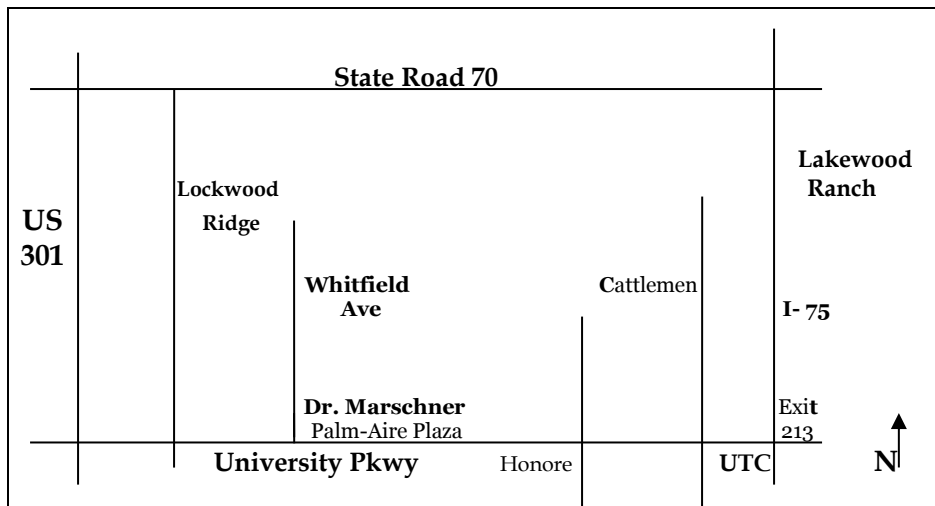 State Road 70
Lakewood
Ranch
Lockwood
Ridge
US
301
Whitfield
Ave
Cattlemen
I- 75
Dr. Marschner
Palm-Aire Plaza
Exit
213
University Pkwy
Honore
UTC
N